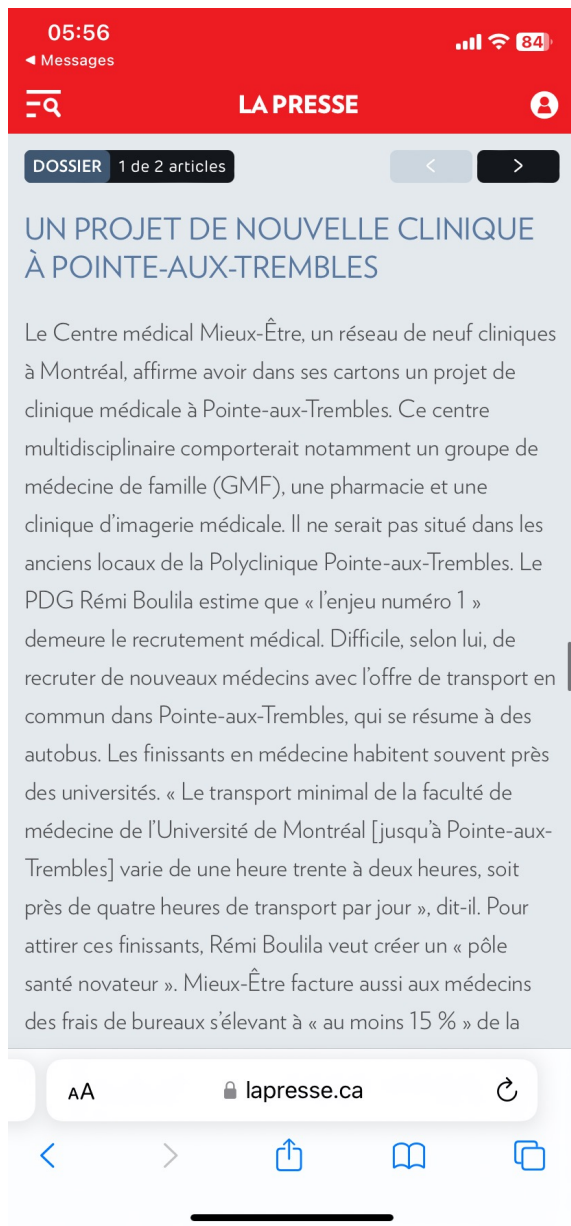 05:56
84
◀ Messages
LA PRESSE
DOSSIER 1 de 2 articles
UN PROJET DE NOUVELLE CLINIQUE
À POINTE-AUX-TREMBLES
Le Centre médical Mieux-Être, un réseau de neuf cliniques
à Montréal, affirme avoir dans ses cartons un projet de
clinique médicale à Pointe-aux-Trembles. Ce centre
multidisciplinaire comporterait notamment un groupe de
médecine de famille (GMF), une pharmacie et une
clinique d’imagerie médicale. Il ne serait pas situé dans les
anciens locaux de la Polyclinique Pointe-aux-Trembles. Le
PDG Rémi Boulila estime que « l’enjeu numéro 1 »
demeure le recrutement médical. Difficile, selon lui, de
recruter de nouveaux médecins avec l’offre de transport en
commun dans Pointe-aux-Trembles, qui se résume à des
autobus. Les finissants en médecine habitent souvent près
des universités. « Le transport minimal de la faculté de
médecine de l’Université de Montréal [jusqu’à Pointe-aux-
Trembles] varie de une heure trente à deux heures, soit
près de quatre heures de transport par jour », dit-il. Pour
attirer ces finissants, Rémi Boulila veut créer un « pôle
santé novateur ». Mieux-Être facture aussi aux médecins
des frais de bureaux s’élevant à « au moins 15 % » de la
AA lapresse.ca